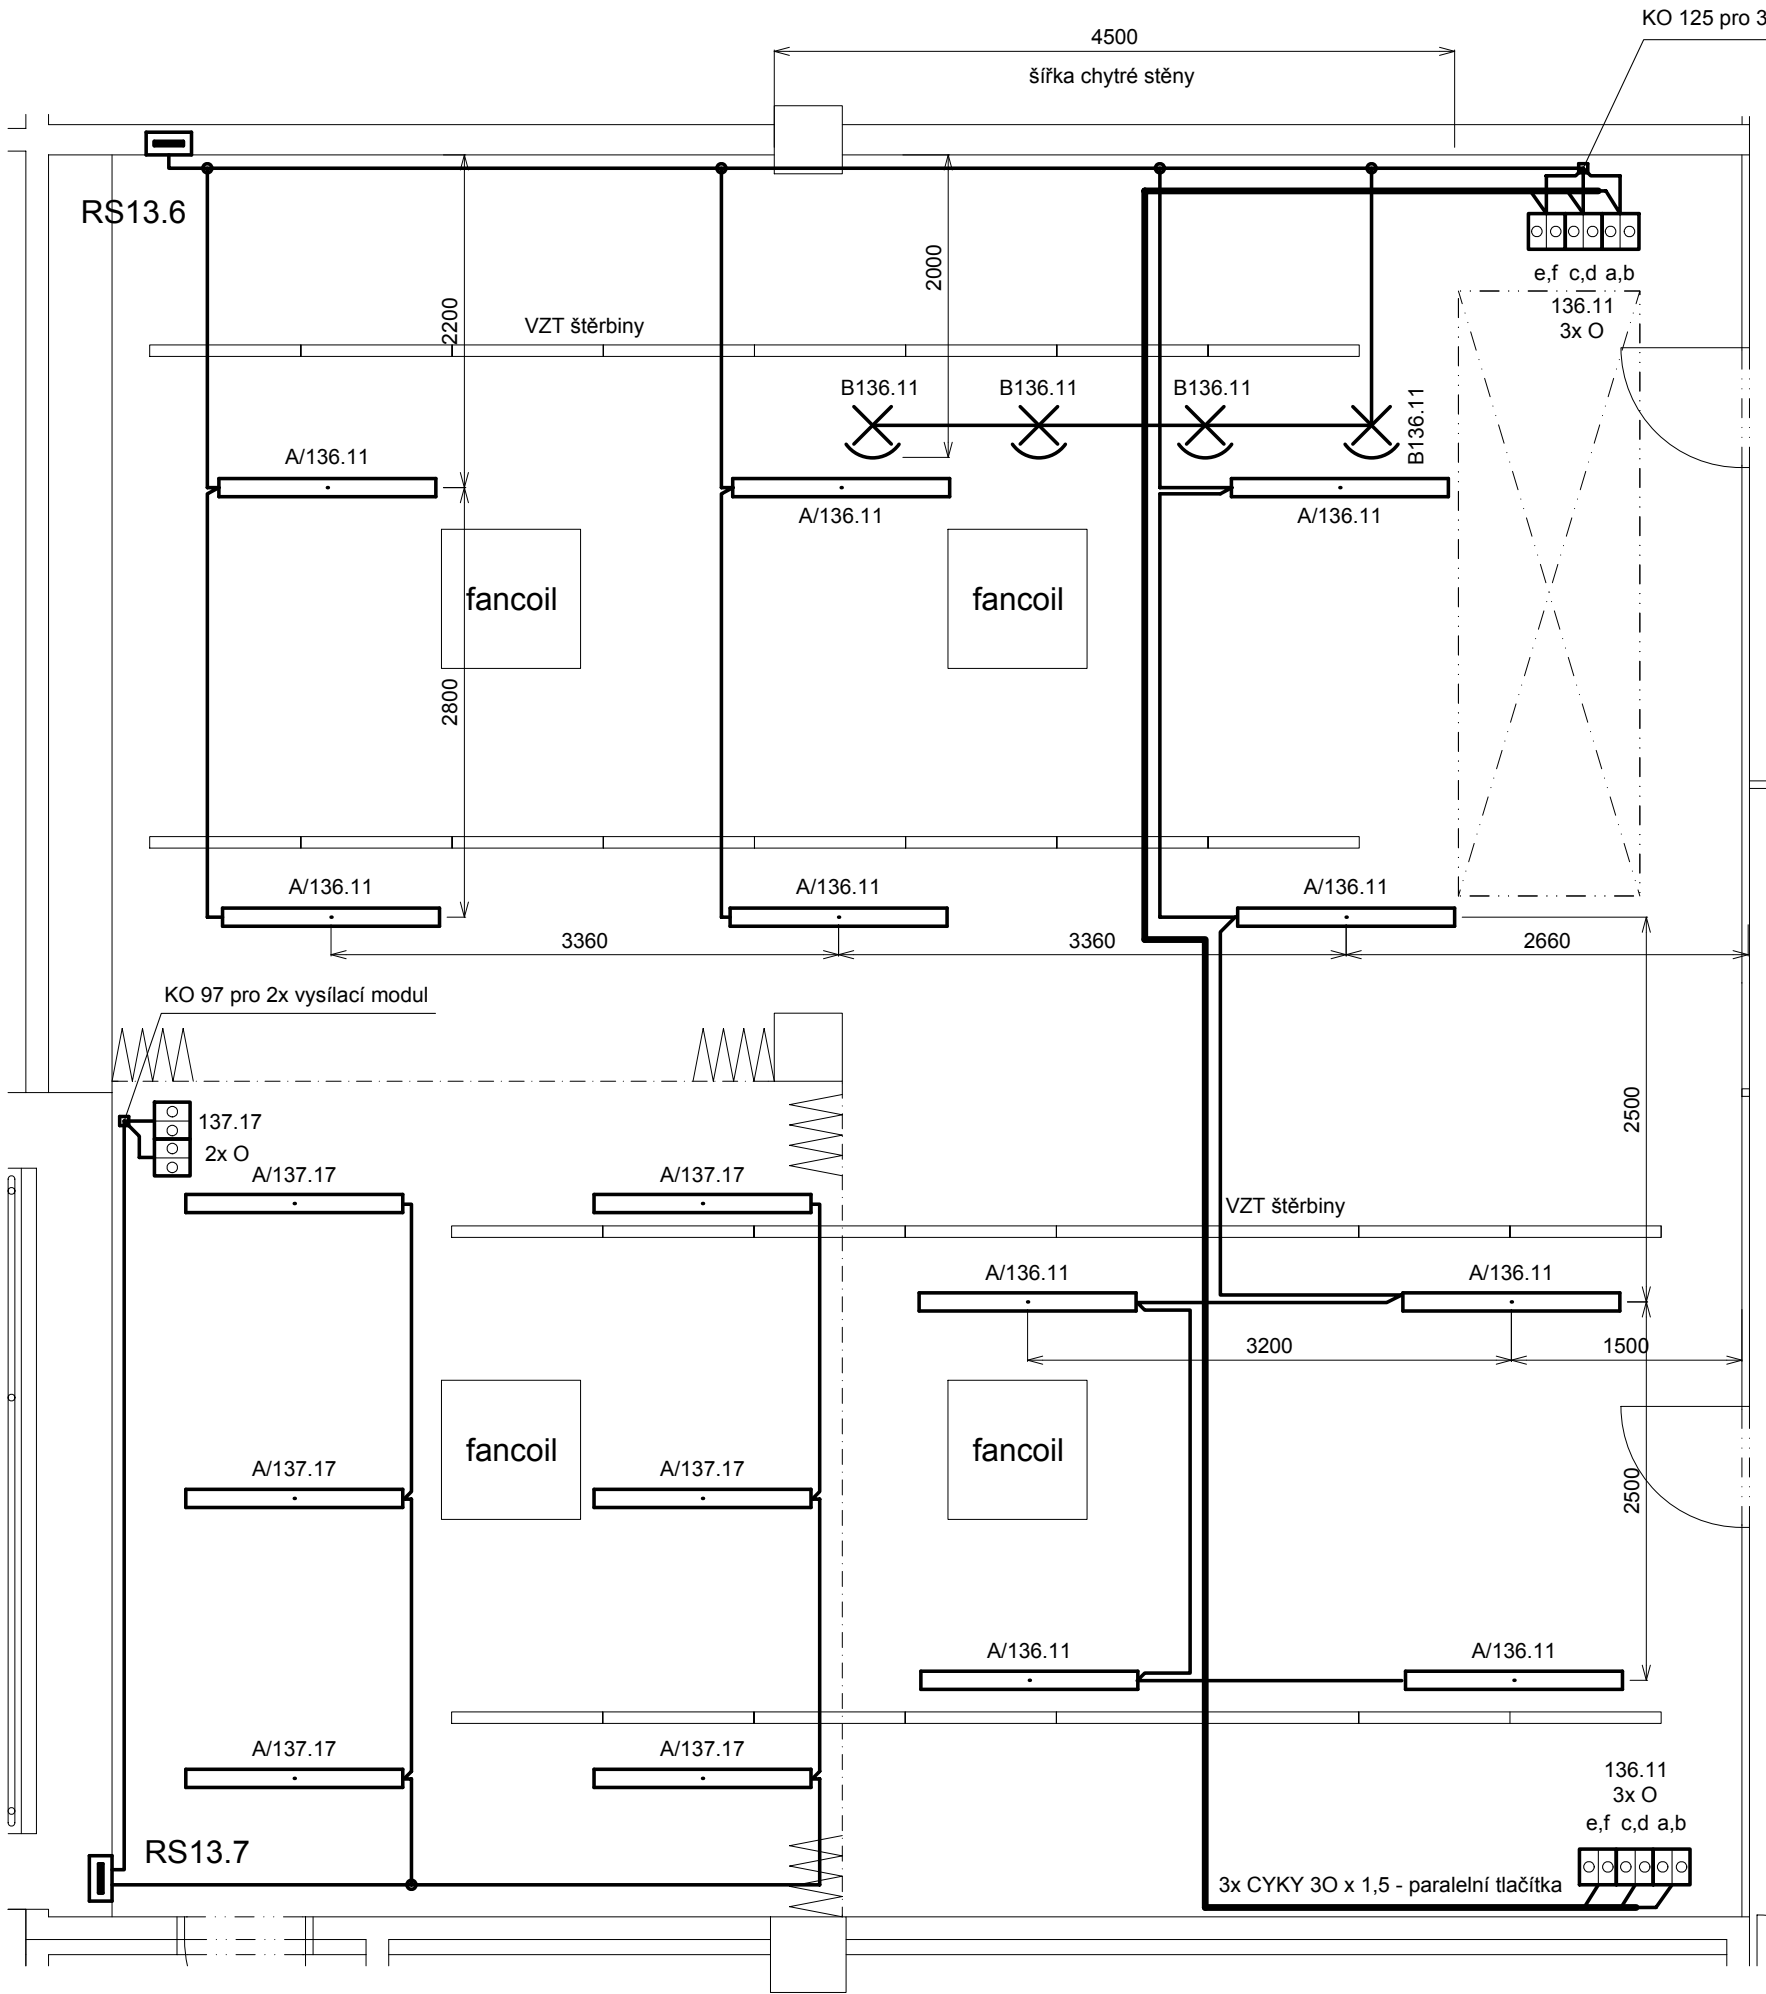 KO 125 pro 3
4500
šířka chytré stěny
RS13.6
2200
2000
e,f c,d a,b
136.11
3x O
VZT štěrbiny
B136.11
B136.11
B136.11
B136.11
A/136.11
A/136.11
A/136.11
fancoil
fancoil
2800
A/136.11
A/136.11
A/136.11
3360
3360
2660
KO 97 pro 2x vysílací modul
137.17
2x O
2500
A/137.17
A/137.17
VZT štěrbiny
A/136.11
A/136.11
3200
1500
fancoil
fancoil
A/137.17
A/137.17
2500
A/136.11
A/136.11
A/137.17
A/137.17
136.11
3x O
e,f c,d a,b
RS13.7
3x CYKY 3O x 1,5 - paralelní tlačítka